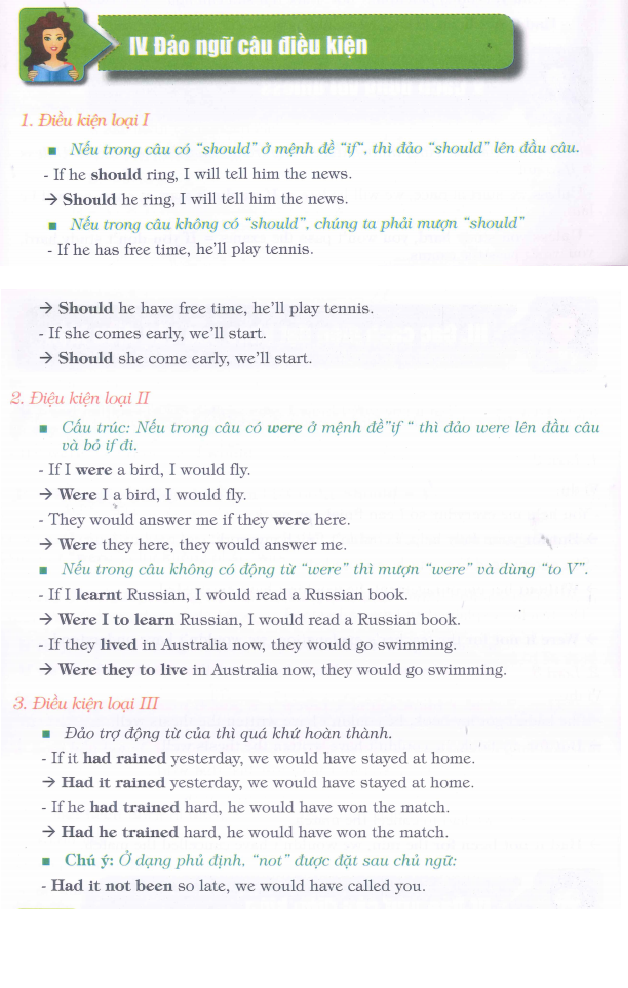 IV. Đảo ngữ câu điều kiện
1. Điều kiện loại I
▪ Nếu trong câu có “should” ở mệnh đề “if“, thì đảo “should” lên đầu câu.
- If he should ring, I will tell him the news.
→ Should he ring, I will tell him the news.
▪ Nếu trong câu không có “should”, chúng ta phải mượn “should”
- If he has free time, he’ll play tennis.
→ Should he have free time, he’ll play tennis.
- If she comes early, we’ll start.
→ Should she come early, we’ll start.
2. Điệu kiện loại II
▪ Cấu trúc: Nếu trong câu có were ở mệnh đề”if “ thì đảo were lên đầu câu
và bỏ if đi.
- If I were a bird, I would fly.
→ Were I a bird, I would fly.
- They would answer me if they were here.
→ Were they here, they would answer me.
▪ Nếu trong câu không có động từ “were” thì mượn “were” và dùng “to V”.
- If I learnt Russian, I would read a Russian book.
→ Were I to learn Russian, I would read a Russian book.
- If they lived in Australia now, they would go swimming.
→ Were they to live in Australia now, they would go swimming.
3. Điều kiện loại III
▪ Đảo trợ động từ của thì quá khứ hoàn thành.
- If it had rained yesterday, we would have stayed at home.
→ Had it rained yesterday, we would have stayed at home.
- If he had trained hard, he would have won the match.
→ Had he trained hard, he would have won the match.
▪ Chú ý: Ở dạng phủ định, “not” được đặt sau chủ ngữ:
- Had it not been so late, we would have called you.